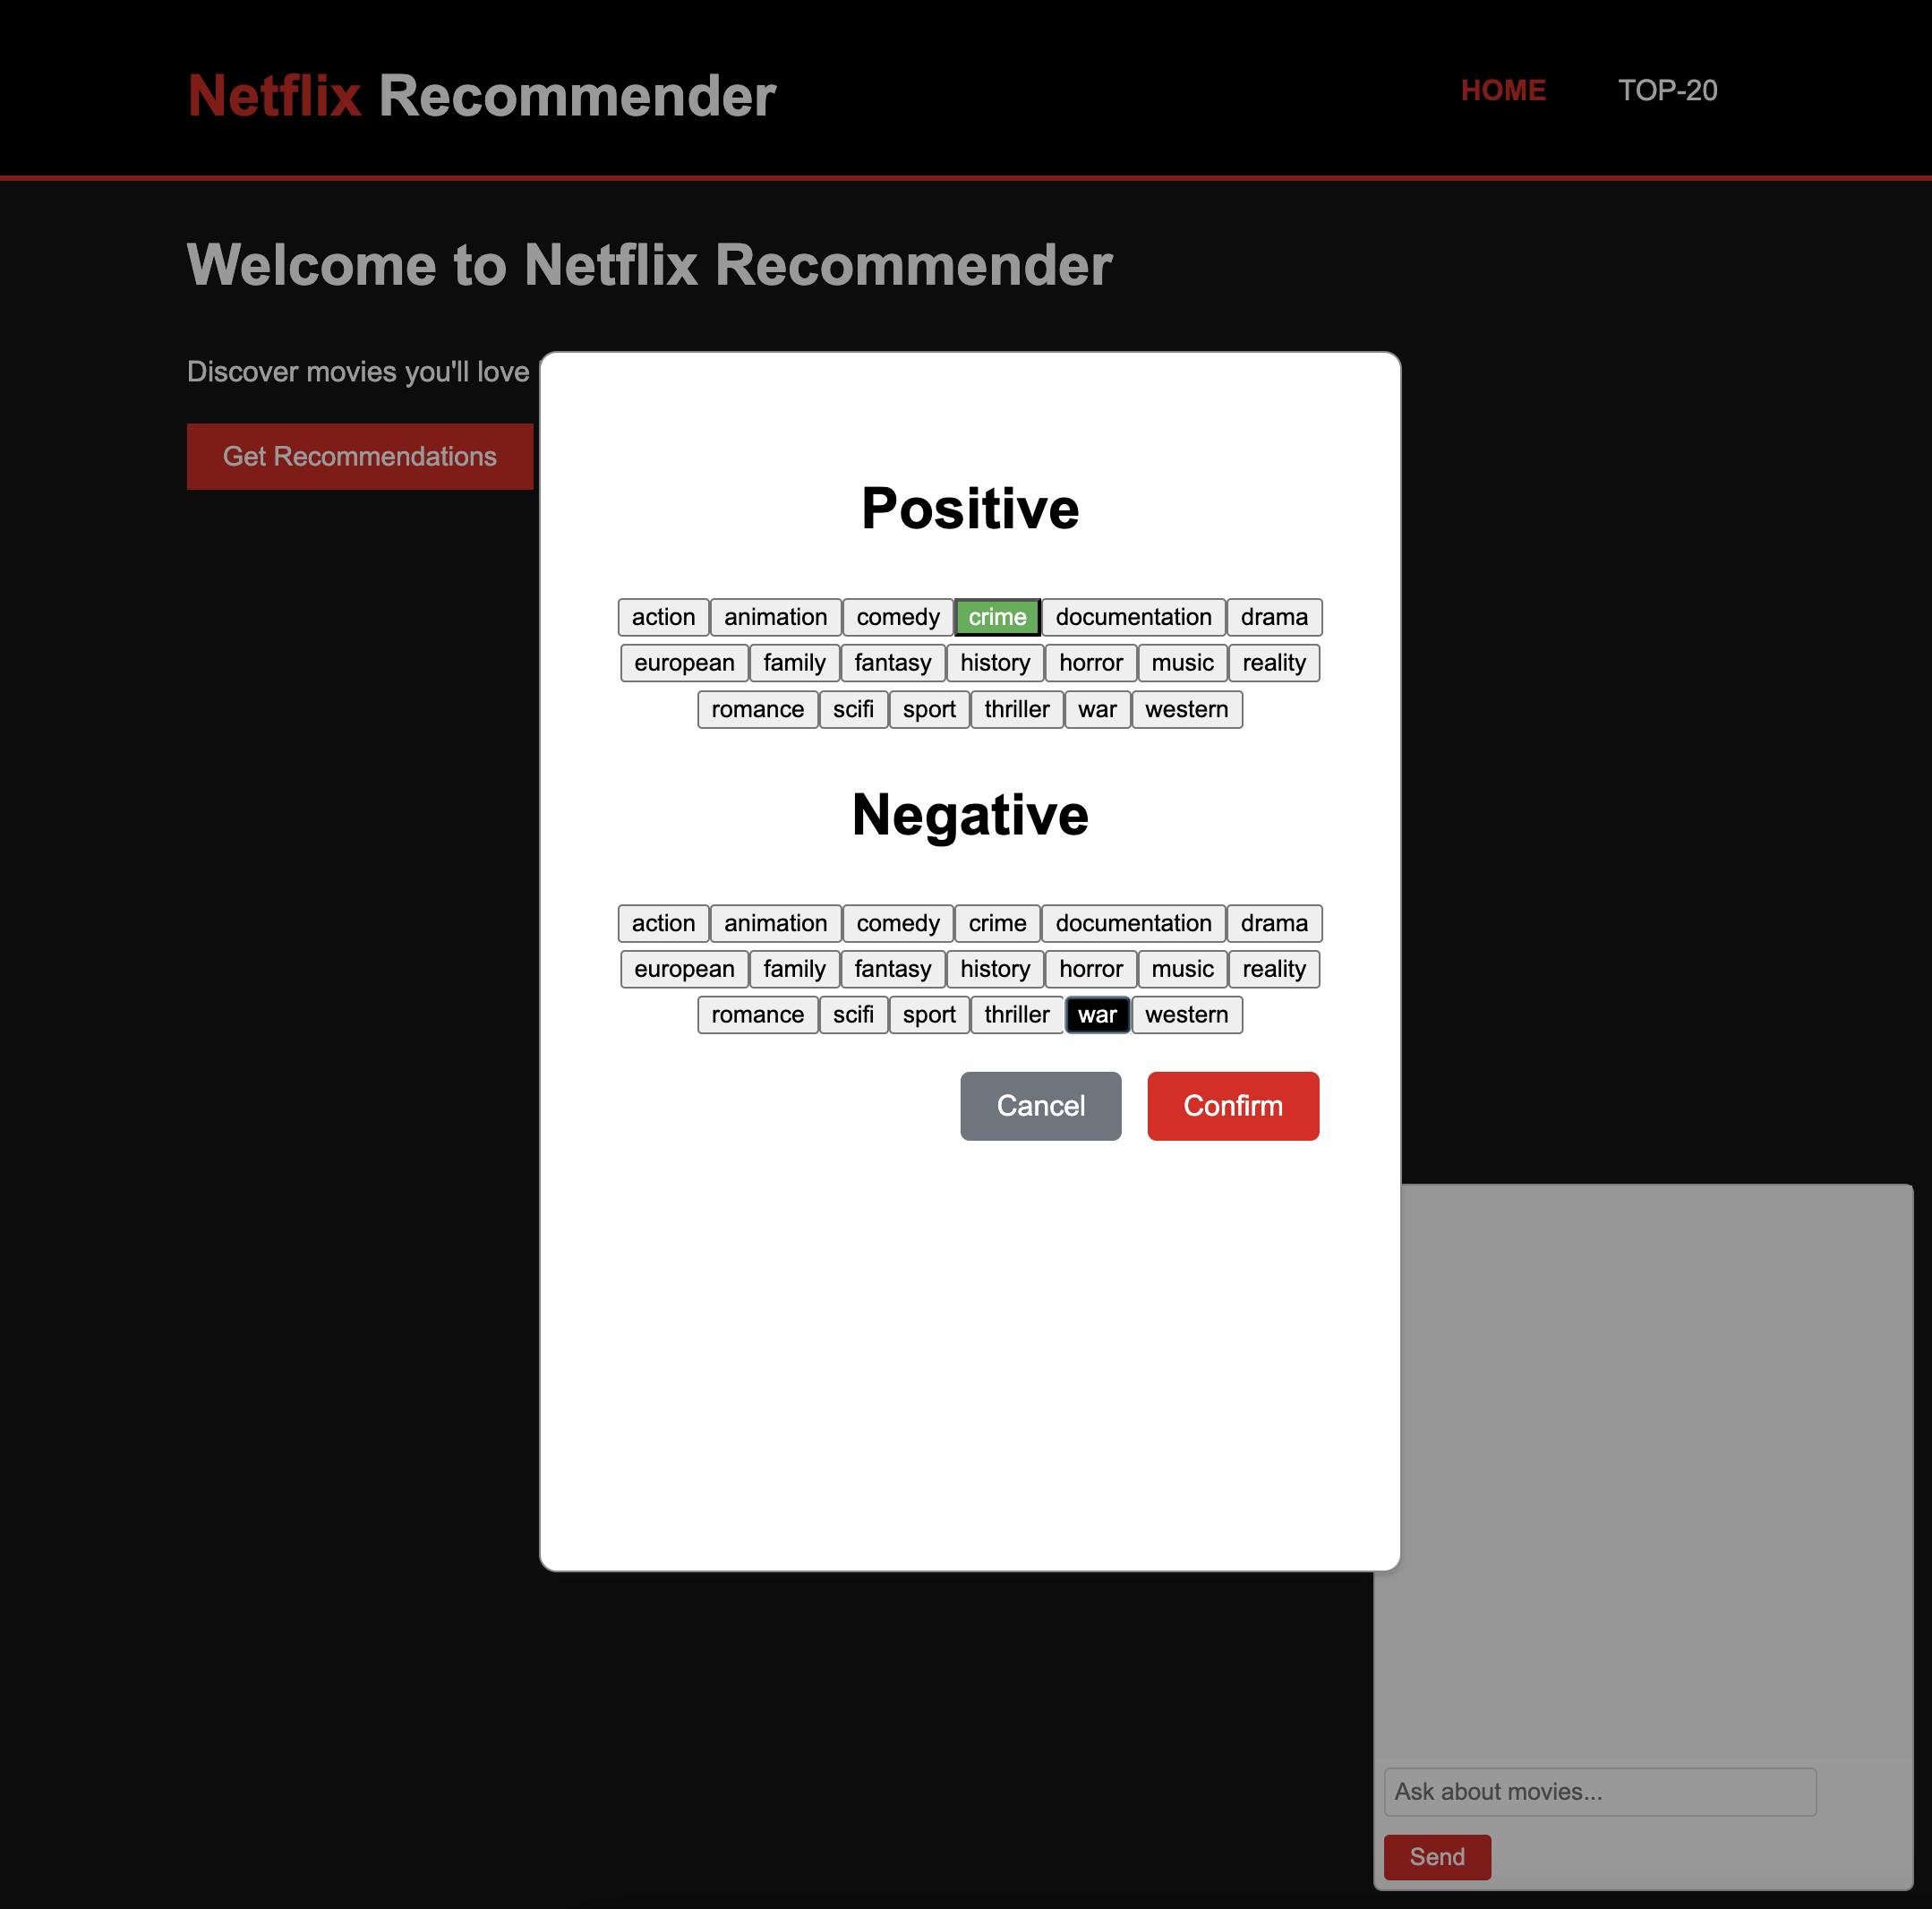 Netflix Recommender
HOME TOP-20
Welcome to Netflix Recommender
Discover movies you'll love
Get Recommendations
Positive
action animation comedy crime documentation drama
european family fantasy history horror music reality
romance scifi sport thriller war western
Negative
action animation comedy crime documentation drama
european family fantasy history horror music reality
romance scifi sport thriller war western
Cancel Confirm
Ask about movies...
Send